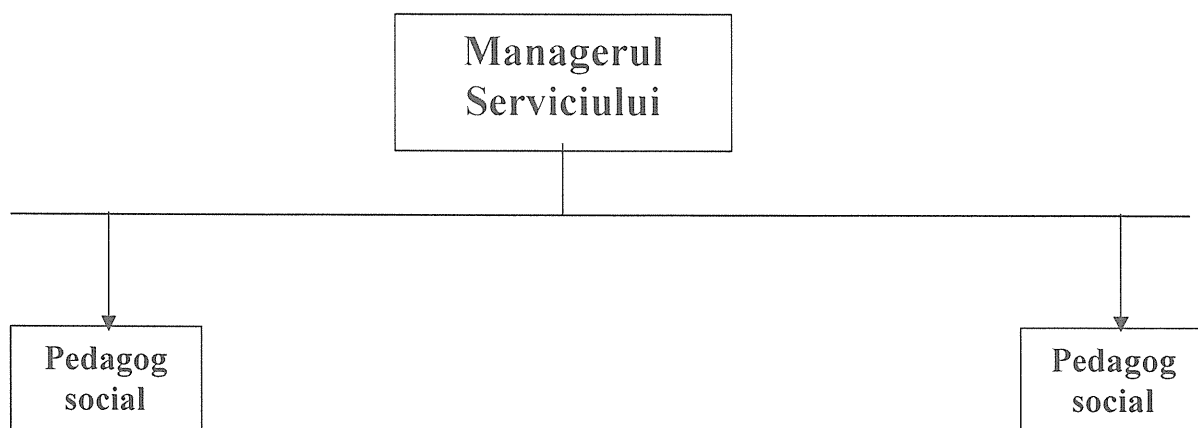 Managerul
Serviciului
Pedagog
social
Pedagog
social